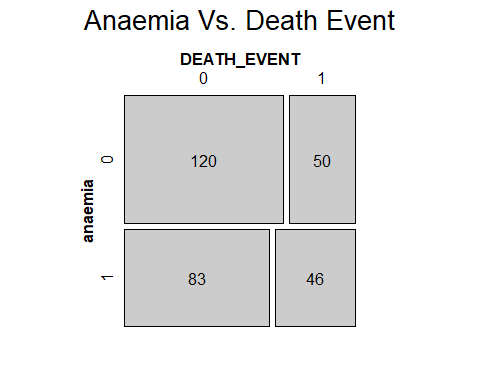 Anaemia Vs. Death Event
DEATH_EVENT
0 1
anaemia
0
120 50
1
83 46